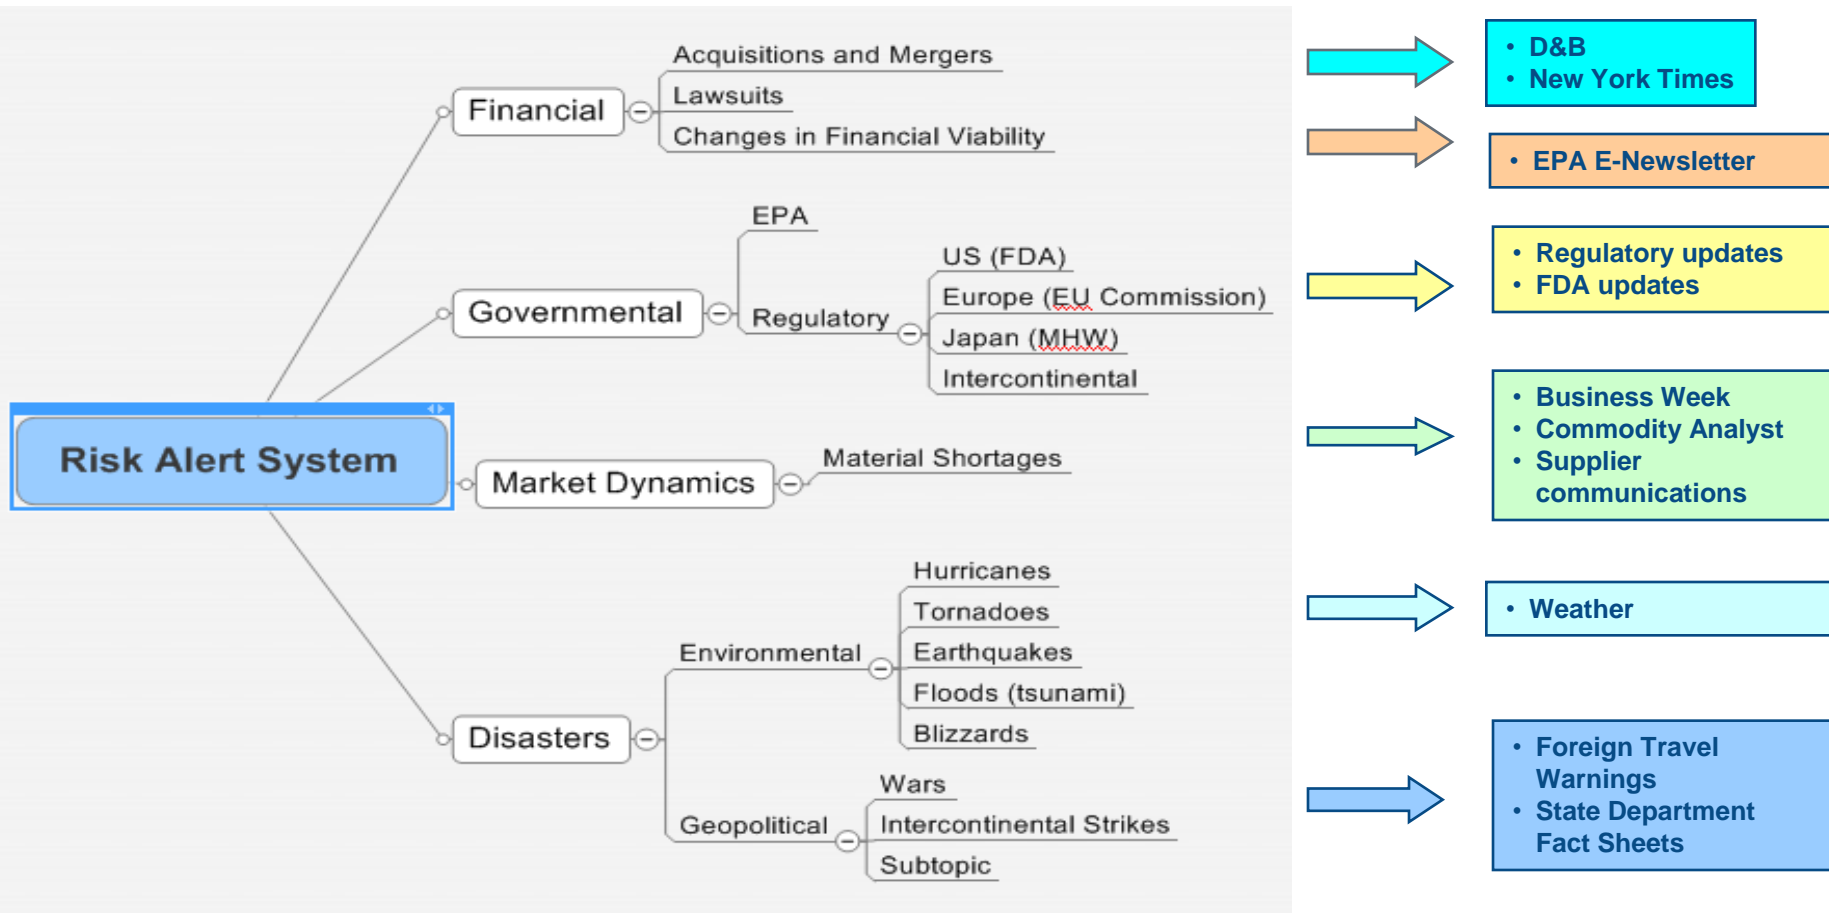 Acquisitions and Mergers
Lawsuits
Changes in Financial Viability
Financial
EPA
US (FDA)
Europe (EU Commission)
Japan (MHW)
Intercontinental
Regulatory
Governmental
Risk Alert System
Market Dynamics
Material Shortages
Hurricanes
Tornadoes
Earthquakes
Floods (tsunami)
Blizzards
Environmental
Disasters
Geopolitical
Wars
Intercontinental Strikes
Subtopic
• D&B
• New York Times
• EPA E-Newsletter
• Regulatory updates
• FDA updates
• Business Week
• Commodity Analyst
• Supplier
communications
• Weather
• Foreign Travel
Warnings
• State Department
Fact Sheets